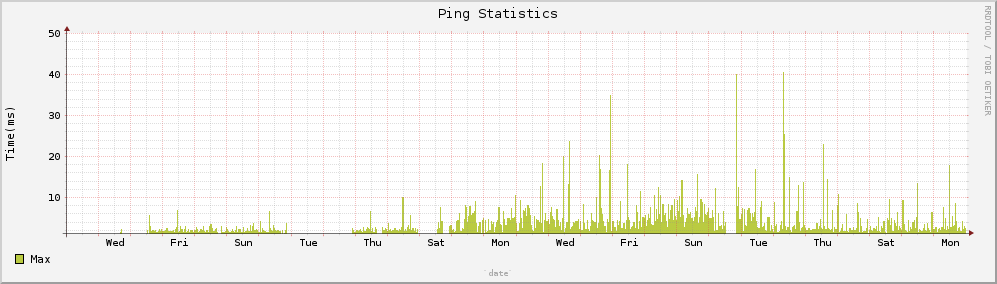 Ping Statistics
RRDTOOL / TOBI OETIKER
Time(ms)
50
40
30
20
10
Wed Fri Sun Tue Thu Sat Mon Wed Fri Sun Tue Thu Sat Mon
Max
`date`